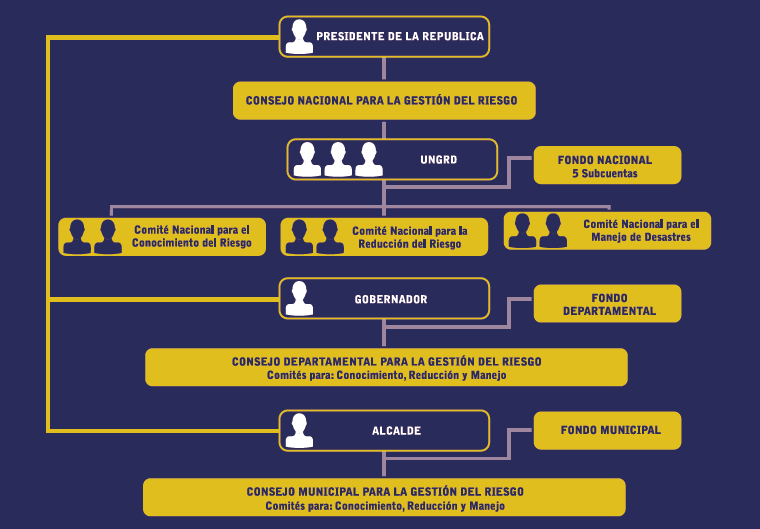 PRESIDENTE DE LA REPUBLICA
CONSEJO NACIONAL PARA LA GESTIÓN DEL RIESGO
UNGRD
FONDO NACIONAL
5 Subcuentas
Comité Nacional para el
Conocimiento del Riesgo
Comité Nacional para la
Reducción del Riesgo
Comité Nacional para el
Manejo de Desastres
GOBERNADOR
FONDO
DEPARTAMENTAL
CONSEJO DEPARTAMENTAL PARA LA GESTIÓN DEL RIESGO
Comités para: Conocimiento, Reducción y Manejo
ALCALDE
FONDO MUNICIPAL
CONSEJO MUNICIPAL PARA LA GESTIÓN DEL RIESGO
Comités para: Conocimiento, Reducción y Manejo